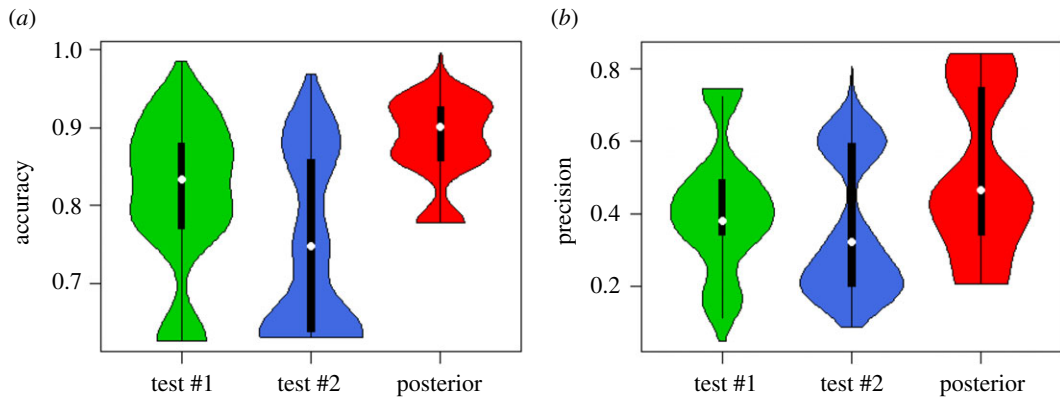 (a)
accuracy
1.0
0.9
0.8
0.7
test #1 test #2 posterior
(b)
precision
0.8
0.6
0.4
0.2
test #1 test #2 posterior